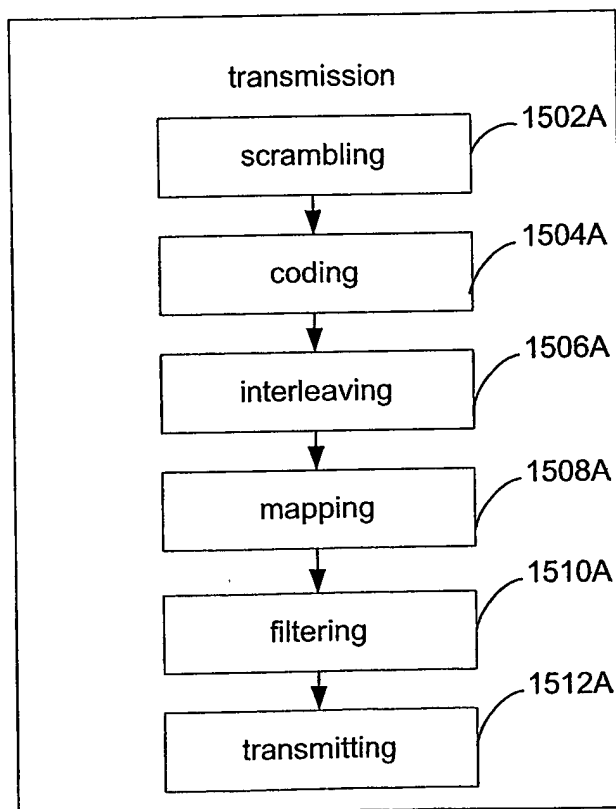 transmission
1502A
scrambling
1504A
coding
1506A
interleaving
1508A
mapping
1510A
filtering
1512A
transmitting